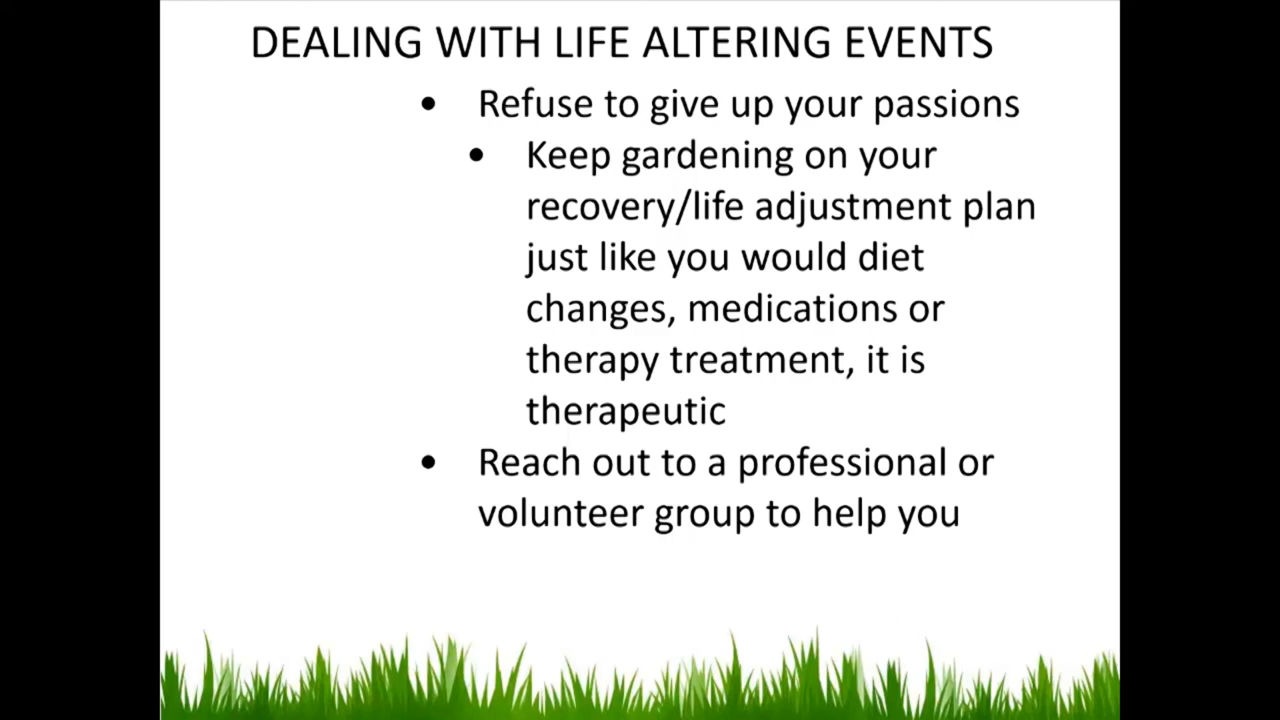 DEALING WITH LIFE ALTERING EVENTS
• Refuse to give up your passions
• Keep gardening on your
recovery/life adjustment plan
just like you would diet
changes, medications or
therapy treatment, it is
therapeutic
• Reach out to a professional or
volunteer group to help you